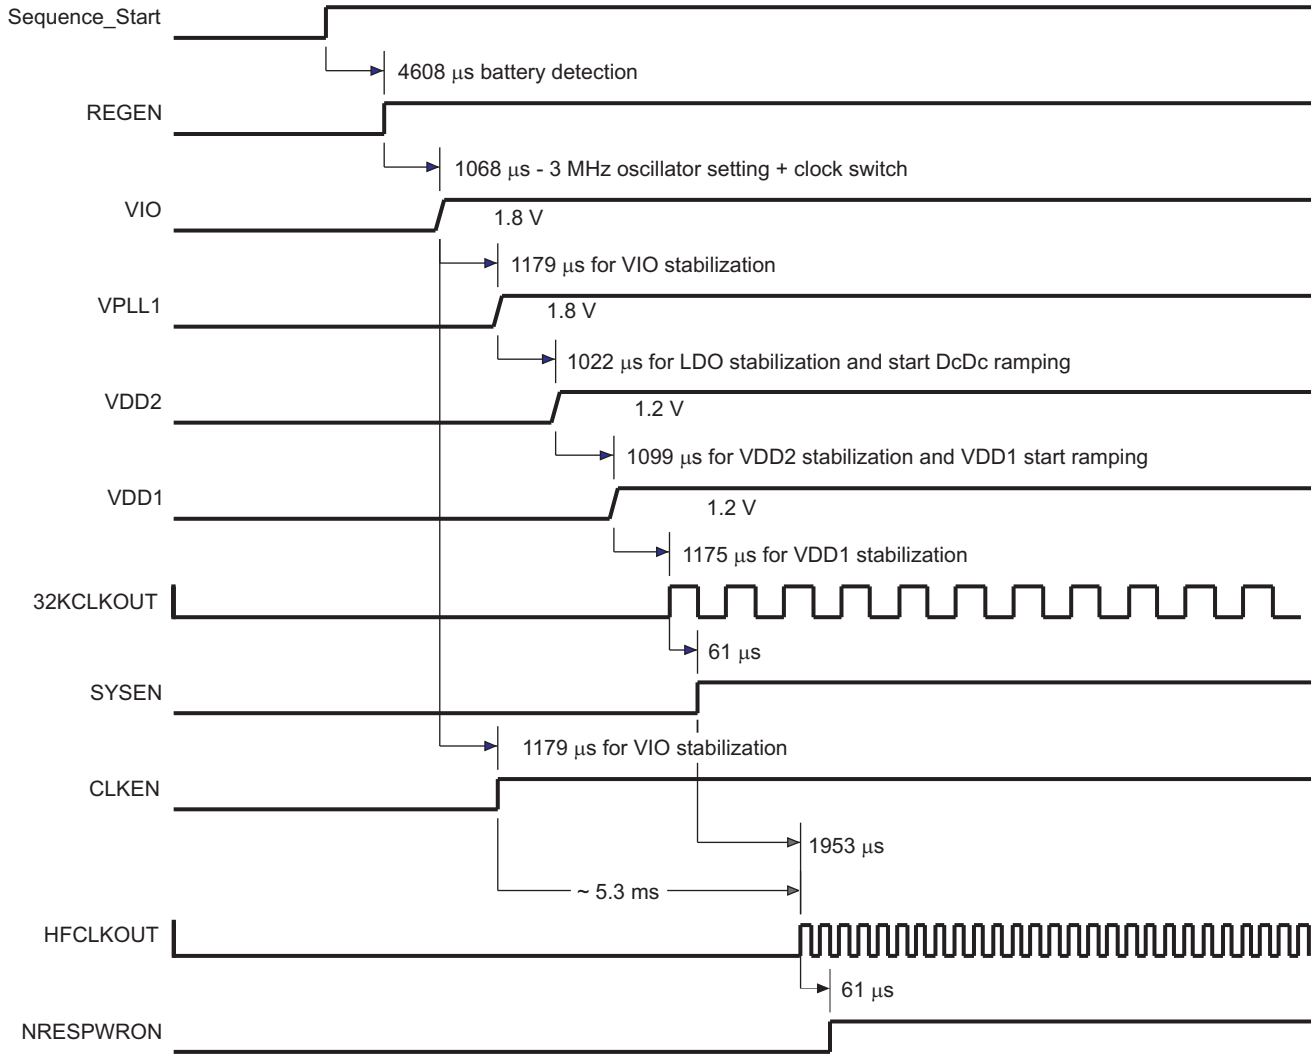 Sequence_Start
4608 μs battery detection
REGEN
1068 μs - 3 MHz oscillator setting + clock switch
VIO
1.8 V
1179 μs for VIO stabilization
VPLL1
1.8 V
1022 μs for LDO stabilization and start DcDc ramping
VDD2
1.2 V
1099 μs for VDD2 stabilization and VDD1 start ramping
VDD1
1.2 V
1175 μs for VDD1 stabilization
32KCLKOUT
61 μs
SYSEN
1179 μs for VIO stabilization
CLKEN
1953 μs
~ 5.3 ms
HFCLKOUT
61 μs
NRESPWRON